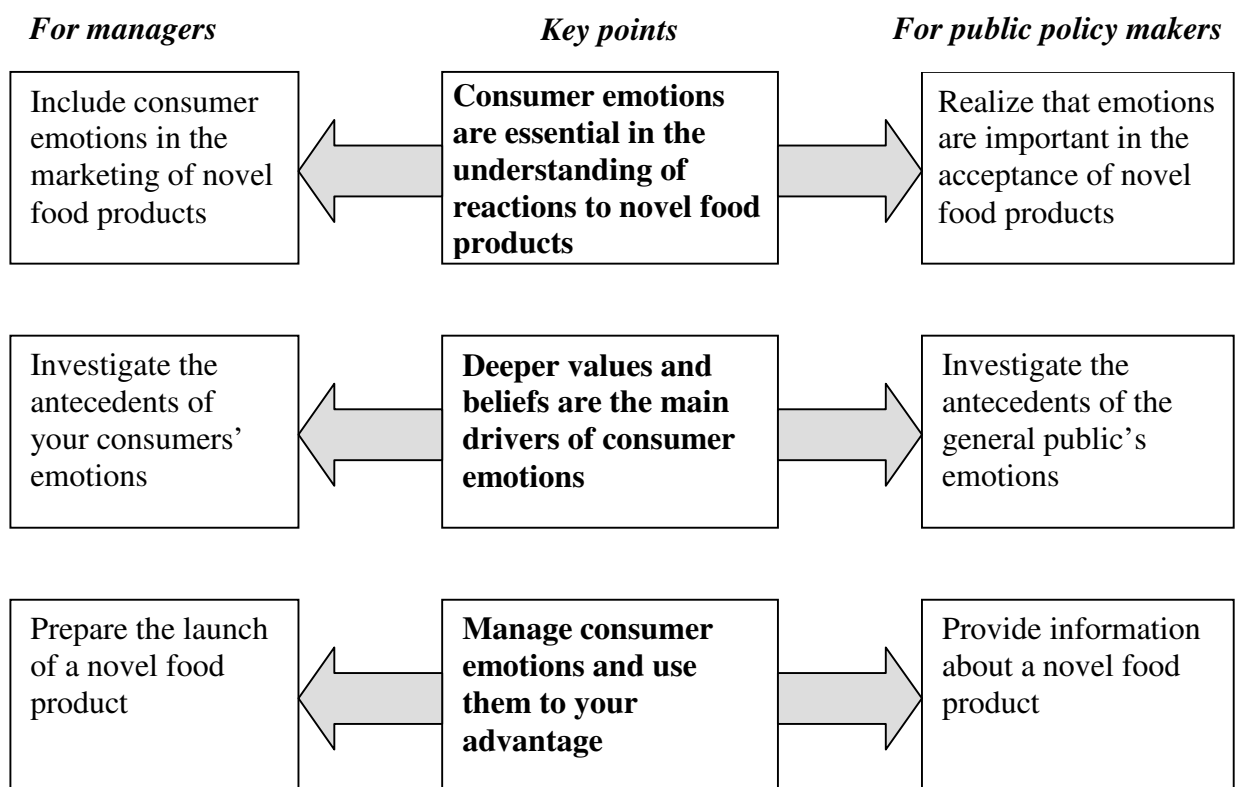 For managers
Key points
For public policy makers
Include consumer
emotions in the
marketing of novel
food products
Consumer emotions
are essential in the
understanding of
reactions to novel food
products
Realize that emotions
are important in the
acceptance of novel
food products
Investigate the
antecedents of
your consumers’
emotions
Deeper values and
beliefs are the main
drivers of consumer
emotions
Investigate the
antecedents of the
general public’s
emotions
Prepare the launch
of a novel food
product
Manage consumer
emotions and use
them to your
advantage
Provide information
about a novel food
product